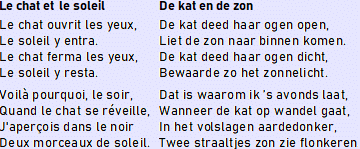 Le chat et le soleil
Le chat ouvrit les yeux,
Le soleil y entra.
Le chat ferma les yeux,
Le soleil y resta.
Voilà pourquoi, le soir,
Quand le chat se réveille,
J'aperçois dans le noir
Deux morceaux de soleil.
De kat en de zon
De kat deed haar ogen open,
Liet de zon naar binnen komen.
De kat deed haar ogen dicht,
Bewaarde zo het zonnelicht.
Dat is waarom ik 's avonds laat,
Wanneer de kat op wandel gaat,
In het volslagen aardedonker,
Twee straaltjes zon zie flonkeren